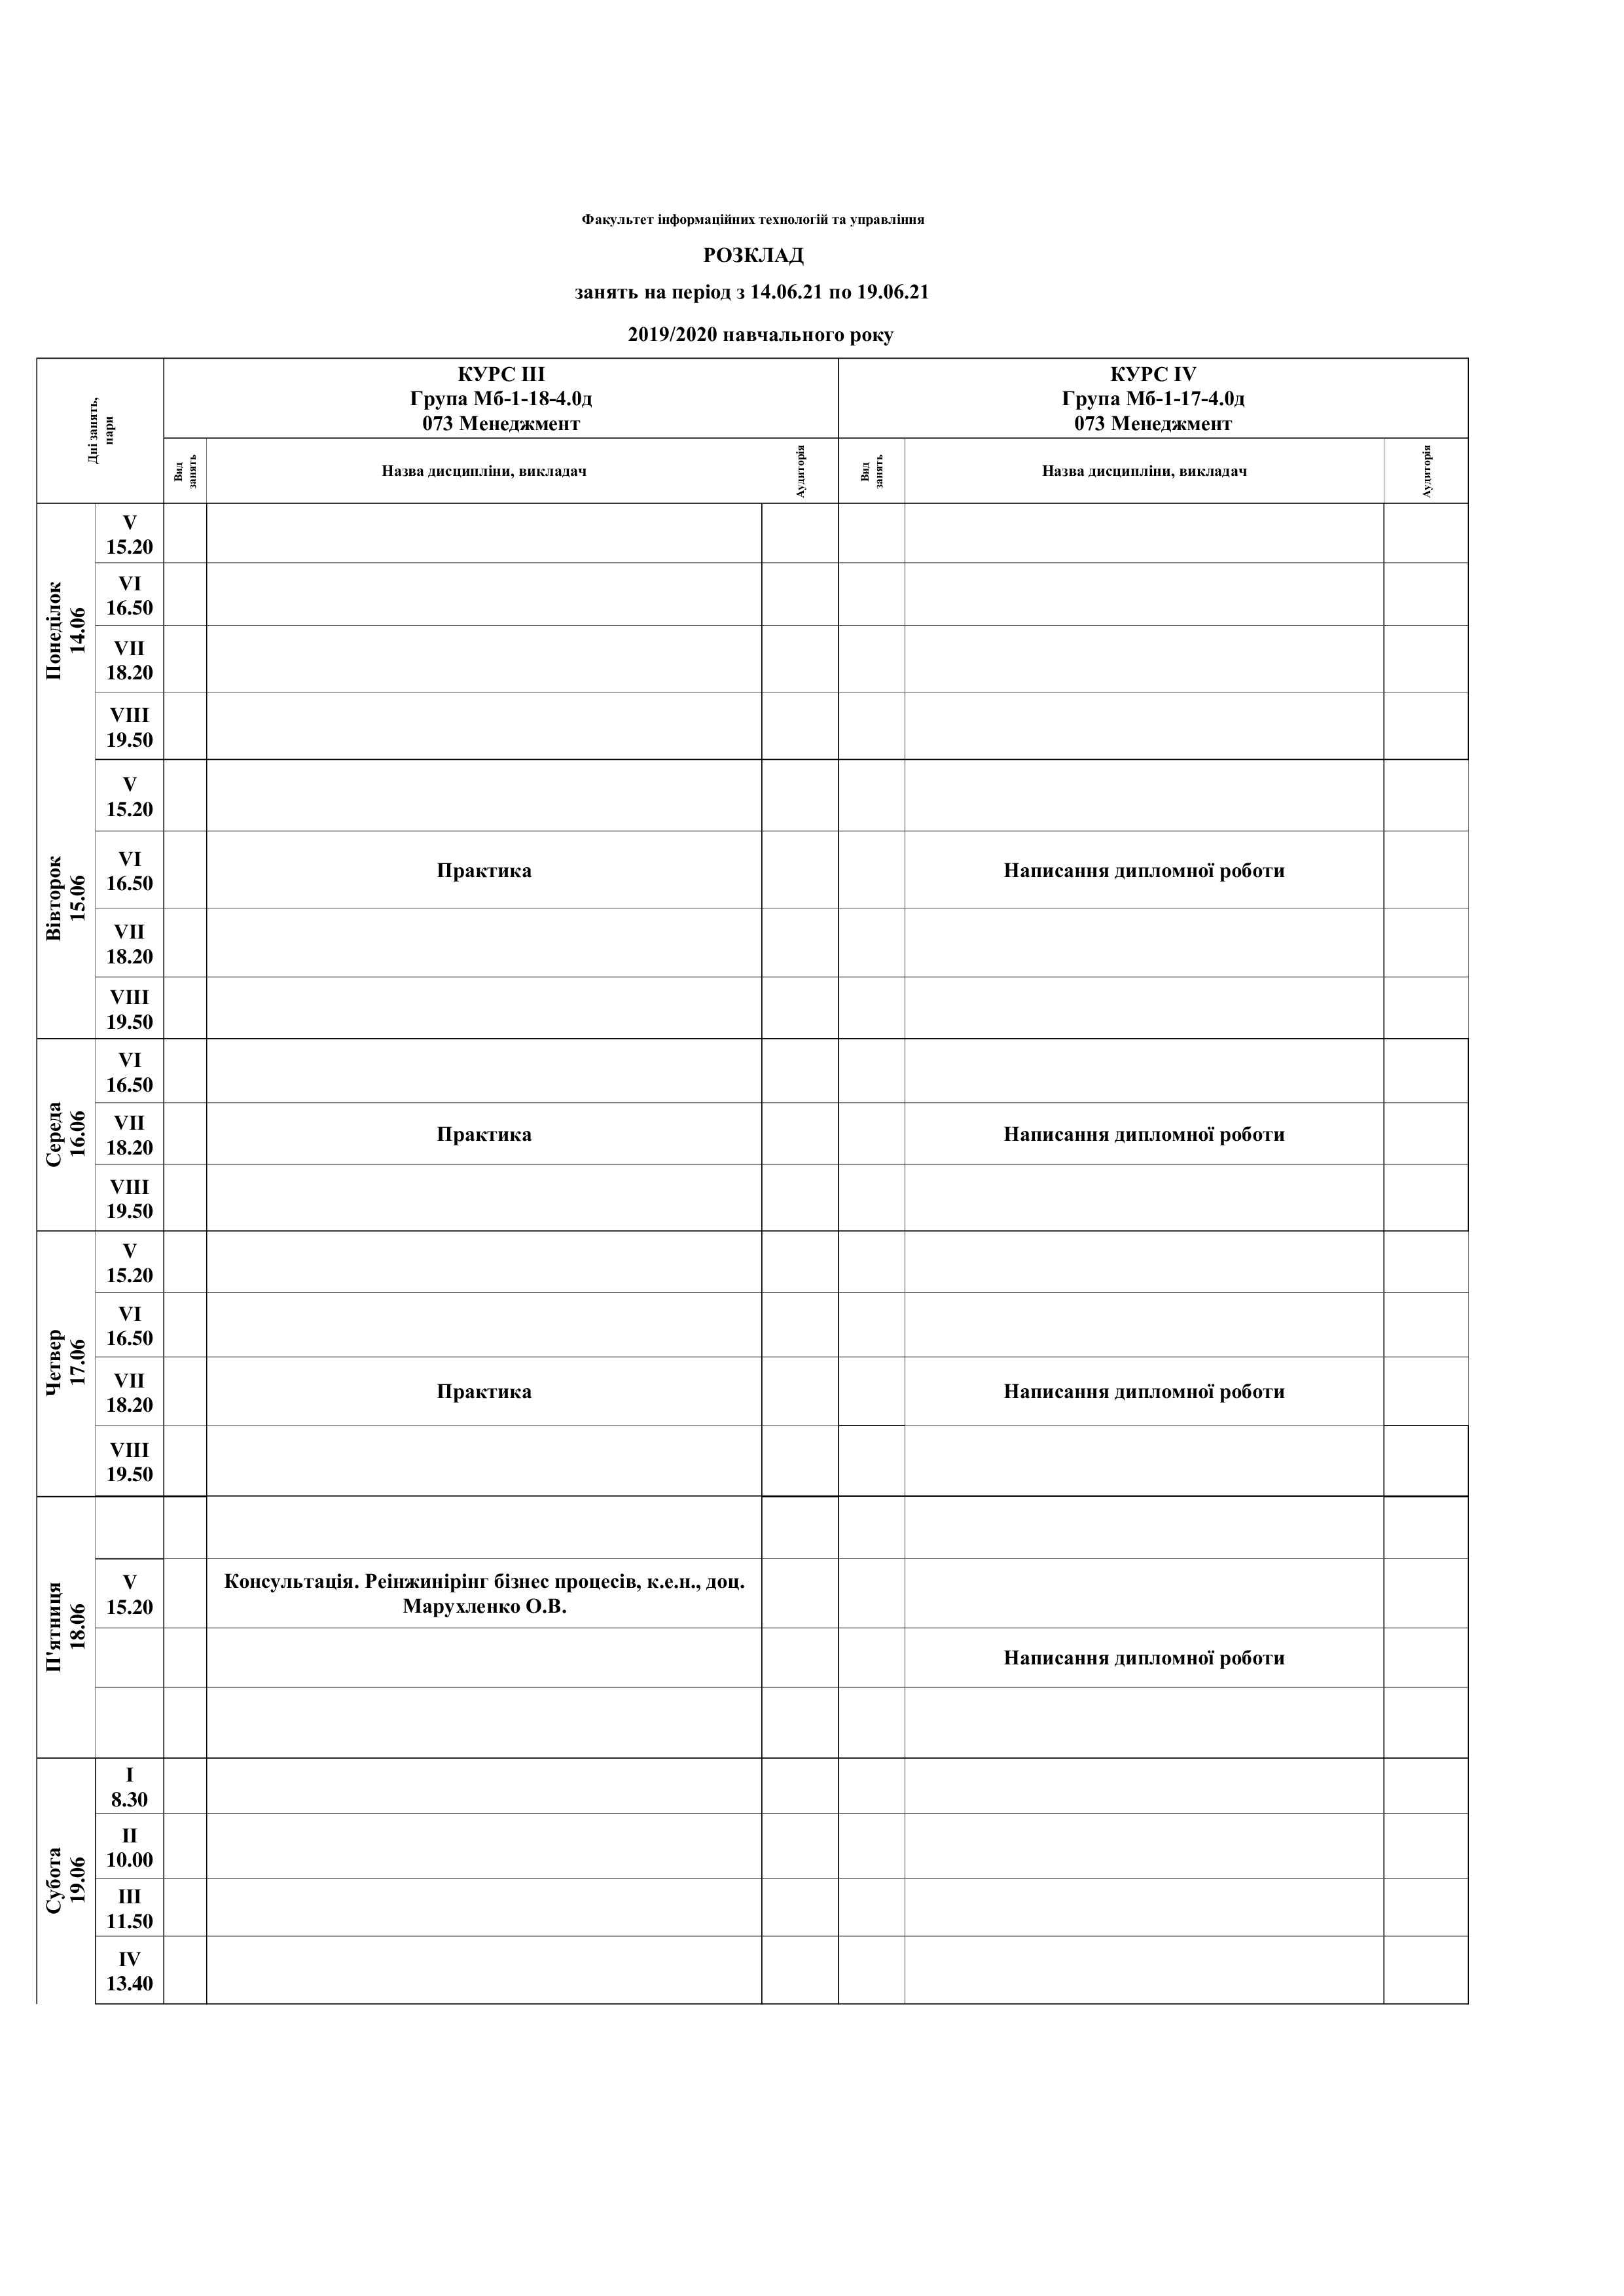 Факультет інформаційних технологій та управління
РОЗКЛАД
занять на період з 14.06.21 по 19.06.21
2019/2020 навчального року
Дні занять,
пари
КУРС ІІІ
Група Мб-1-18-4.0д
073 Менеджмент
КУРС IV
Група Мб-1-17-4.0д
073 Менеджмент
Вид
занять
Назва дисципліни, викладач
Аудиторія
Вид
занять
Назва дисципліни, викладач
Аудиторія
Понеділок
14.06
V
15.20
VI
16.50
VII
18.20
VIII
19.50
Вівторок
15.06
V
15.20
VI
16.50
Практика
Написання дипломної роботи
VII
18.20
VIII
19.50
Середа
16.06
VI
16.50
VII
18.20
Практика
Написання дипломної роботи
VIII
19.50
Четвер
17.06
V
15.20
VI
16.50
VII
18.20
Практика
Написання дипломної роботи
VIII
19.50
П'ятниця
18.06
V
15.20
Консультація. Реінжинірінг бізнес процесів, к.е.н., доц.
Марухленко О.В.
Написання дипломної роботи
Субота
19.06
I
8.30
II
10.00
III
11.50
IV
13.40